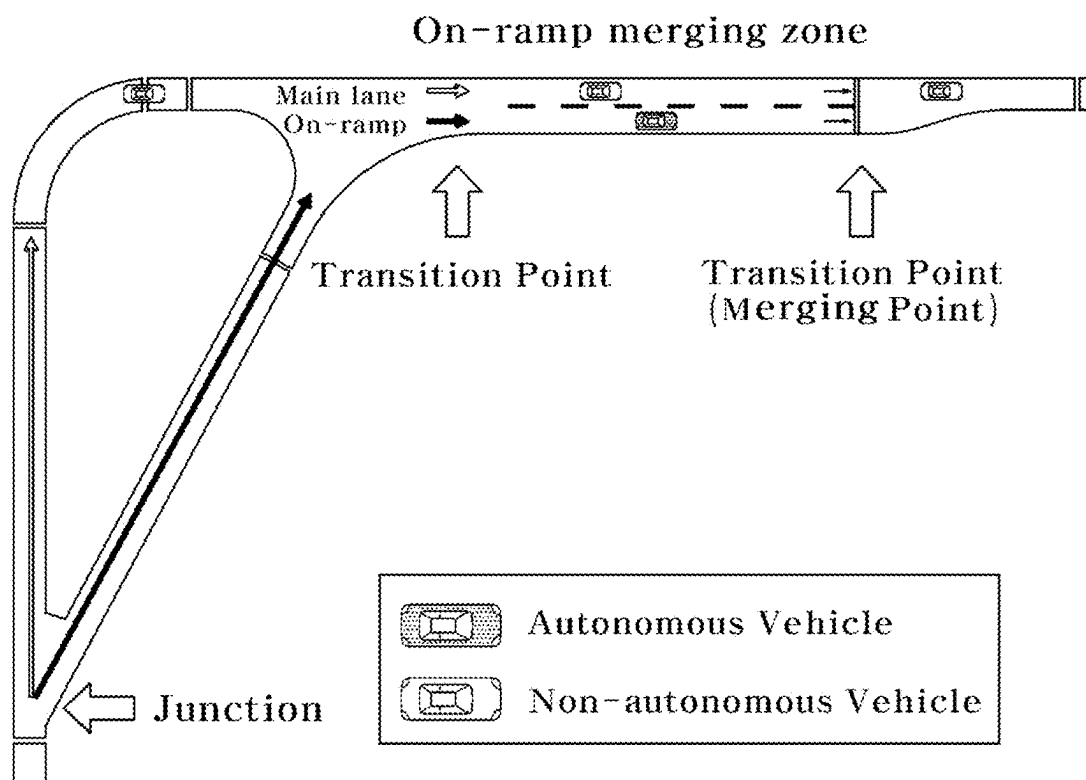 On-ramp merging zone
Main lane
On-ramp
Transition Point
Transition Point
(Merging Point)
Autonomous Vehicle
Junction
Non-autonomous Vehicle